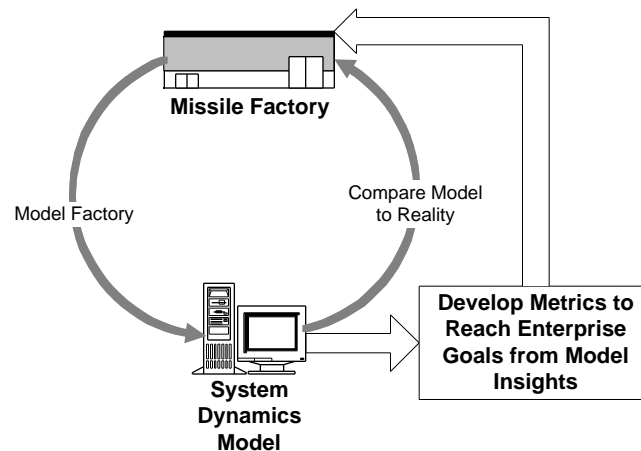 Missile Factory
Model Factory
Compare Model
to Reality
System
Dynamics
Model
Develop Metrics to
Reach Enterprise
Goals from Model
Insights